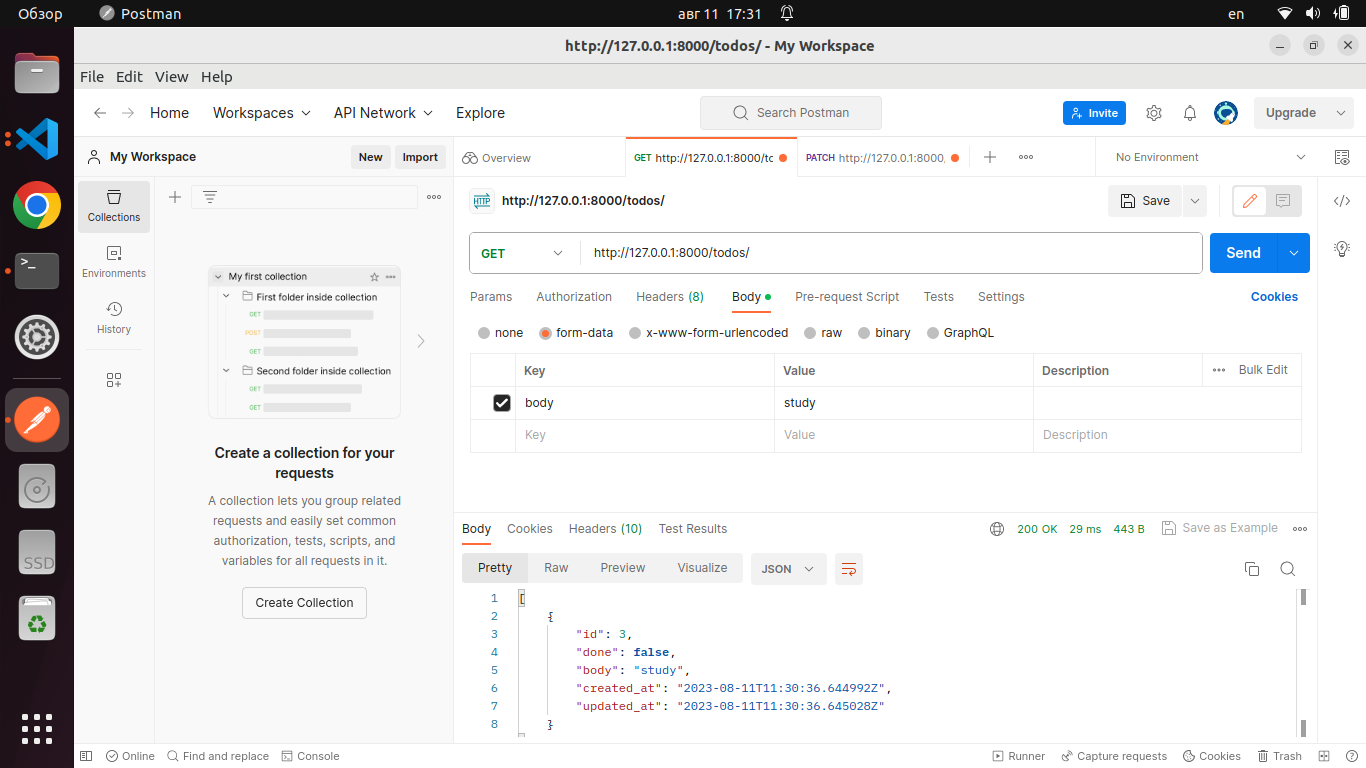 Обзор Postman авг 11 17:31 en
http://127.0.0.1:8000/todos/ - My Workspace
File Edit View Help
Home Workspaces API Network Explore Search Postman Invite Upgrade
My Workspace New Import Overview GET http://127.0.0.1:8000/to PATCH http://127.0.0.1:8000, No Environment
Collections
Environments
History
My first collection
First folder inside collection
GET
POST
GET
Second folder inside collection
GET
GET
Create a collection for your
requests
A collection lets you group related
requests and easily set common
authorization, tests, scripts, and
variables for all requests in it.
Create Collection
HTTP http://127.0.0.1:8000/todos/ Save
GET http://127.0.0.1:8000/todos/ Send
Params Authorization Headers (8) Body Pre-request Script Tests Settings Cookies
none form-data x-www-form-urlencoded raw binary GraphQL
Key Value Description Bulk Edit
body study
Key Value Description
Body Cookies Headers (10) Test Results 200 OK 29 ms 443 B Save as Example
Pretty Raw Preview Visualize JSON
1 [
2 {
3 "id": 3,
4 "done": false,
5 "body": "study",
6 "created_at": "2023-08-11T11:30:36.644992Z",
7 "updated_at": "2023-08-11T11:30:36.645028Z"
8 }
SSD
Online Find and replace Console Runner Capture requests Cookies Trash